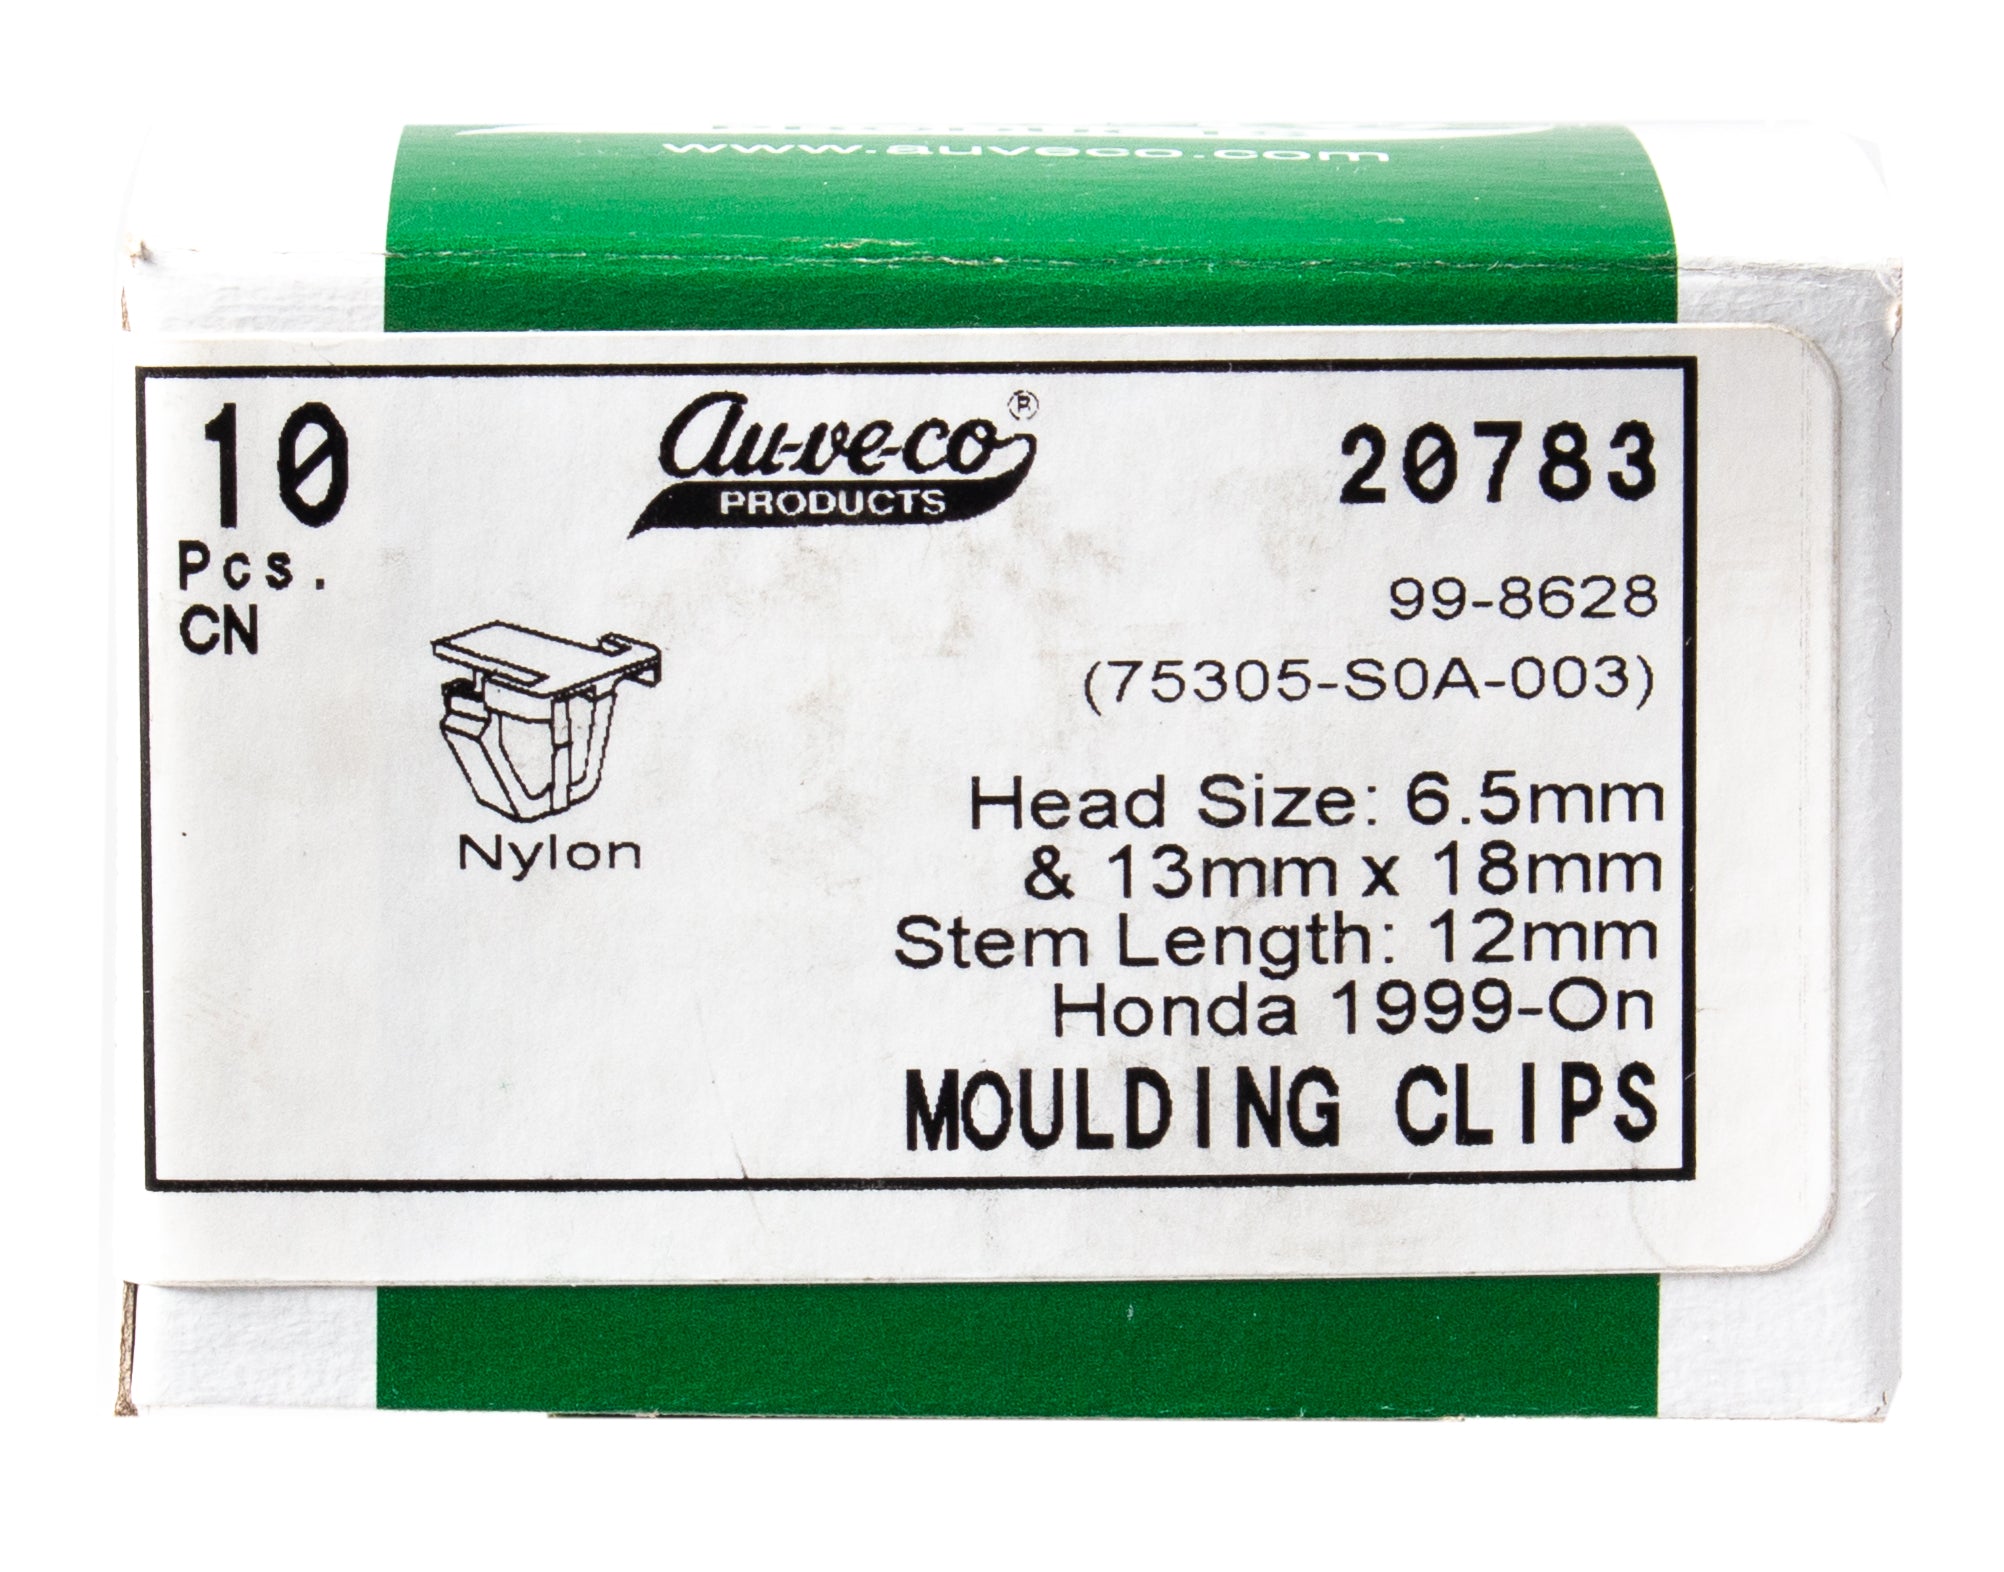 www.auveco.com
10
Pcs.
CN
au-ve-co®
PRODUCTS
20783
99-8628
(75305-S0A-003)
Nylon
Head Size: 6.5mm
& 13mm x 18mm
Stem Length: 12mm
Honda 1999-On
MOULDING CLIPS